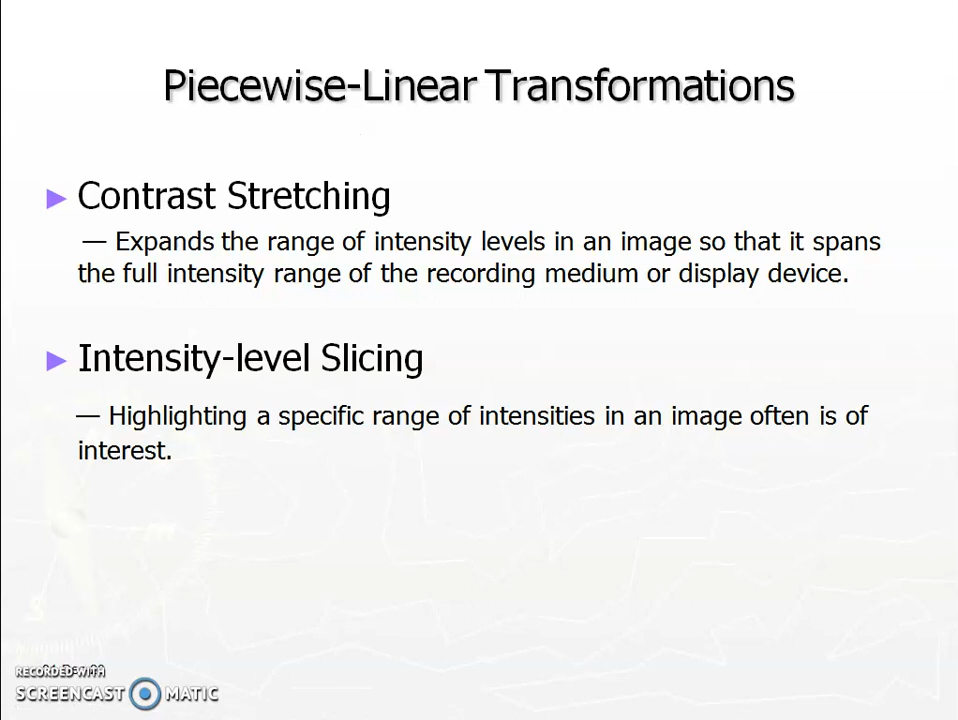 Piecewise-Linear Transformations
► Contrast Stretching
— Expands the range of intensity levels in an image so that it spans
the full intensity range of the recording medium or display device.
► Intensity-level Slicing
— Highlighting a specific range of intensities in an image often is of
interest.
RECORDED WITH
SCREENCAST MATIC